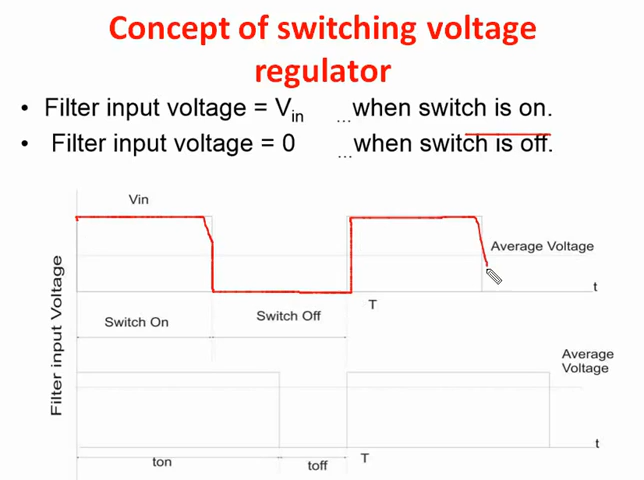 Concept of switching voltage
regulator
• Filter input voltage = Vin ...when switch is on.
• Filter input voltage = 0 ...when switch is off.
Vin
Average Voltage
t
T
Switch On
Switch Off
Filter input Voltage
Average
Voltage
t
ton
toff
T